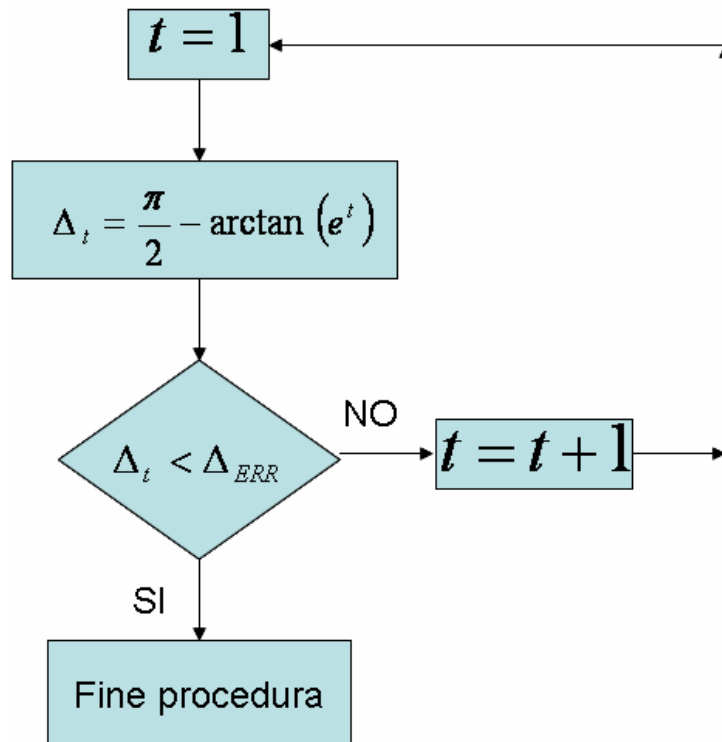 t = 1
Δ_t = π/2 − arctan (e^t)
Δ_t < Δ_ERR
NO
t = t + 1
SI
Fine procedura